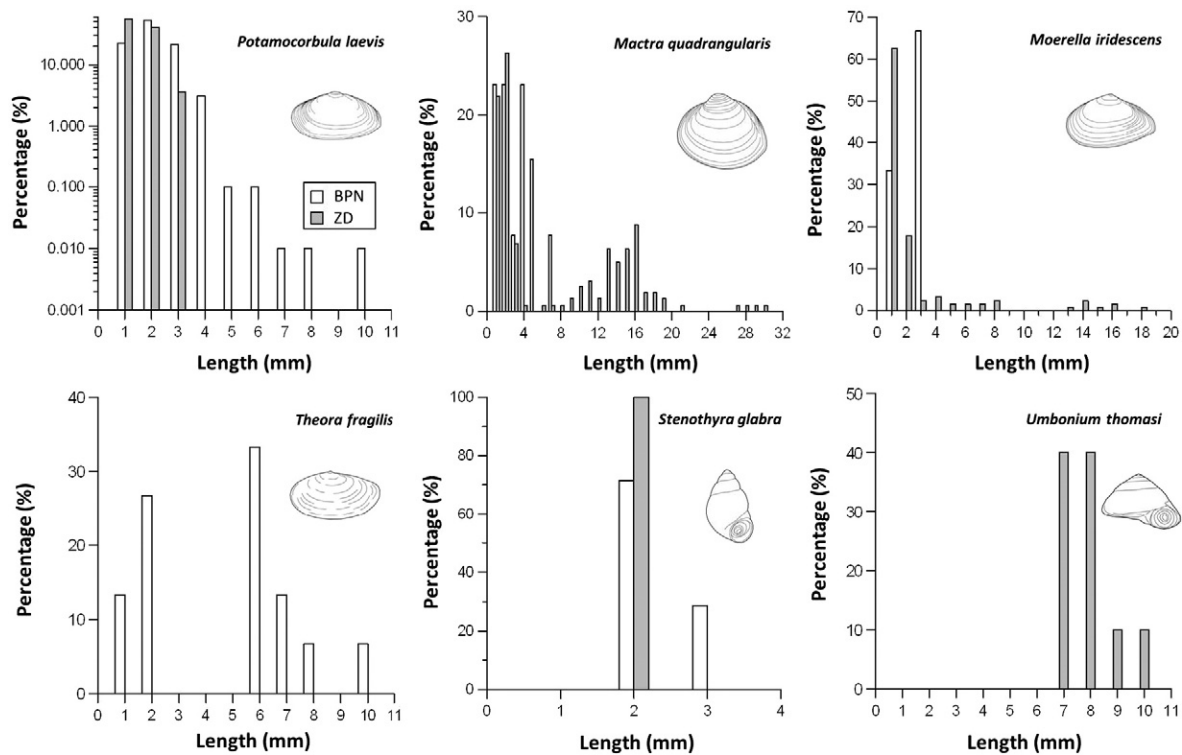 Potamocorbula laevis
Percentage (%)
10.000
1.000
0.100
0.010
0.001
BPN
ZD
0 1 2 3 4 5 6 7 8 9 10 11
Length (mm)
Mactra quadrangularis
Percentage (%)
30
20
10
0
0 4 8 12 16 20 26 32
Length (mm)
Moerella iridescens
Percentage (%)
70
60
50
40
30
20
10
0
0 2 4 6 8 10 12 14 16 18 20
Length (mm)
Theora fragilis
Percentage (%)
40
30
20
10
0
0 1 2 3 4 5 6 7 8 9 10 11
Length (mm)
Stenothyra glabra
Percentage (%)
100
80
60
40
20
0
0 1 2 3 4
Length (mm)
Umbonium thomasi
Percentage (%)
50
40
30
20
10
0
0 1 2 3 4 5 6 7 8 9 10 11
Length (mm)